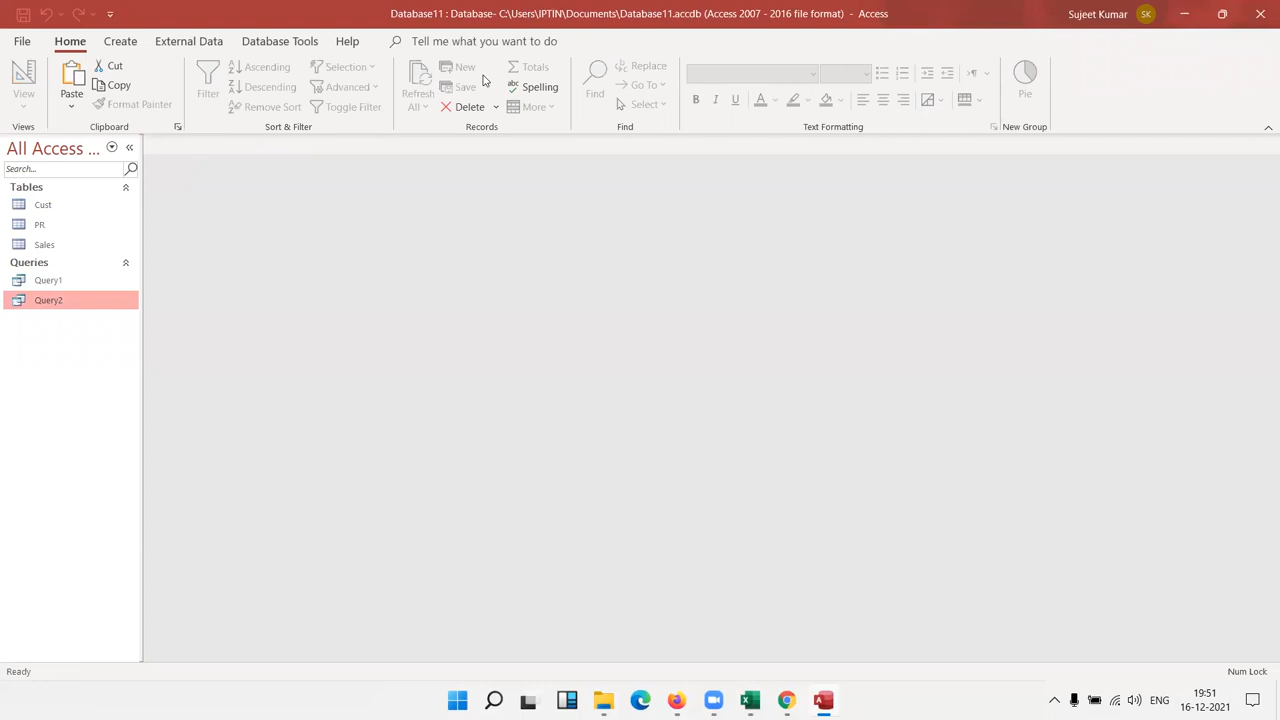 Database11 : Database- C:\Users\IPTIN\Documents\Database11.accdb (Access 2007 - 2016 file format) - Access
Sujeet Kumar
SK
File
Home
Create
External Data
Database Tools
Help
Tell me what you want to do
View
Views
Paste
Cut
Copy
Format Painter
Clipboard
Filter
Ascending
Descending
Remove Sort
Selection
Advanced
Toggle Filter
Sort & Filter
Refresh
All
New
Save
Delete
Totals
Spelling
More
Records
Find
Replace
Go To
Select
Find
B I U A
Text Formatting
Pie
New Group
All Access ...
Search...
Tables
Cust
PR
Sales
Queries
Query1
Query2
Ready
Num Lock
ENG
19:51
16-12-2021